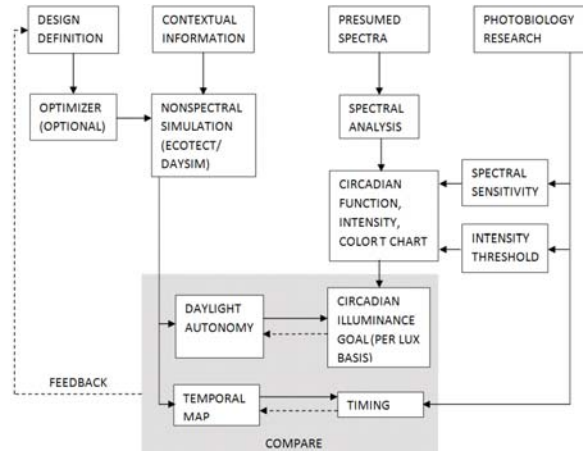 DESIGN
DEFINITION
CONTEXTUAL
INFORMATION
PRESUMED
SPECTRA
PHOTOBIOLOGY
RESEARCH
OPTIMIZER
(OPTIONAL)
NONSPECTRAL
SIMULATION
(ECOTECT/
DAYSIM)
SPECTRAL
ANALYSIS
CIRCADIAN
FUNCTION,
INTENSITY,
COLOR T CHART
SPECTRAL
SENSITIVITY
INTENSITY
THRESHOLD
DAYLIGHT
AUTONOMY
CIRCADIAN
ILLUMINANCE
GOAL (PER LUX
BASIS)
FEEDBACK
TEMPORAL
MAP
TIMING
COMPARE